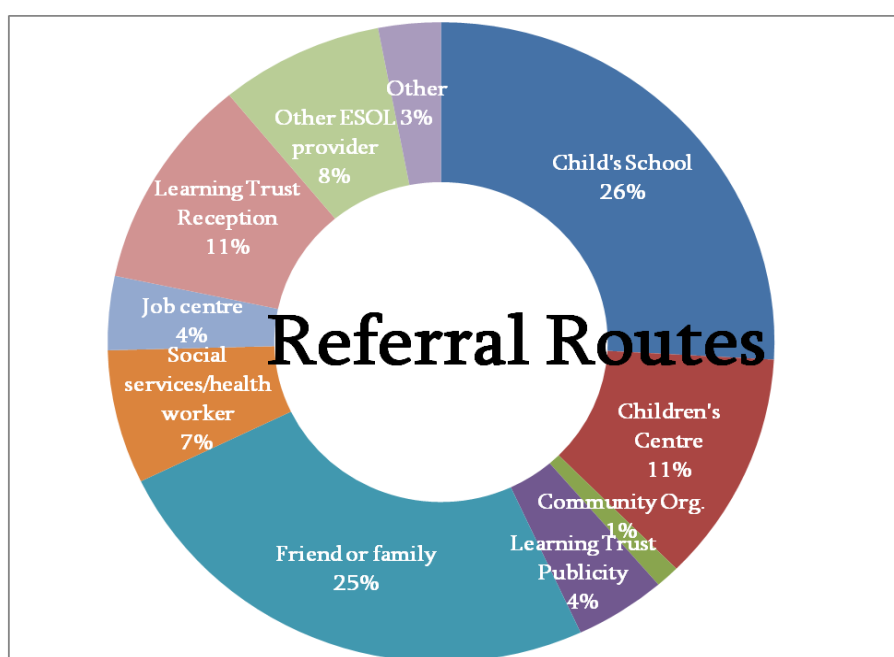 Child's School
26%
Children's
Centre
11%
Community Org.
1%
Learning Trust
Publicity
4%
Friend or family
25%
Social
services/health
worker
7%
Job centre
4%
Learning Trust
Reception
11%
Other ESOL
provider
8%
Other
3%
Referral Routes